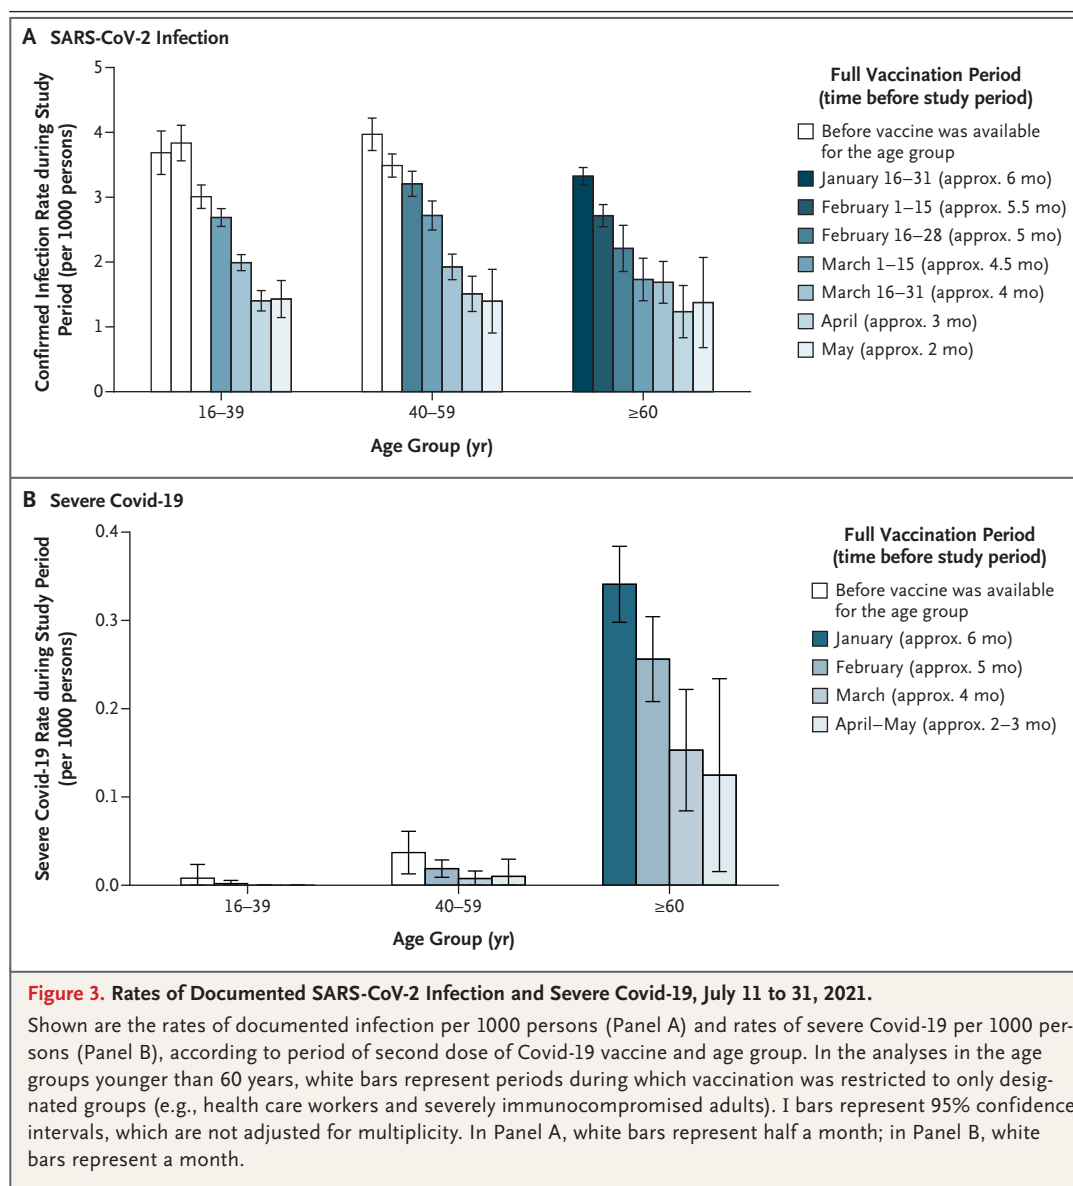 A SARS-CoV-2 Infection
Confirmed Infection Rate during Study
Period (per 1000 persons)
5
4
3
2
1
0
16–39
40–59
≥60
Age Group (yr)
Full Vaccination Period
(time before study period)
Before vaccine was available
for the age group
January 16–31 (approx. 6 mo)
February 1–15 (approx. 5.5 mo)
February 16–28 (approx. 5 mo)
March 1–15 (approx. 4.5 mo)
March 16–31 (approx. 4 mo)
April (approx. 3 mo)
May (approx. 2 mo)
B Severe Covid-19
Severe Covid-19 Rate during Study Period
(per 1000 persons)
0.4
0.3
0.2
0.1
0.0
16–39
40–59
≥60
Age Group (yr)
Full Vaccination Period
(time before study period)
Before vaccine was available
for the age group
January (approx. 6 mo)
February (approx. 5 mo)
March (approx. 4 mo)
April–May (approx. 2–3 mo)
Figure 3. Rates of Documented SARS-CoV-2 Infection and Severe Covid-19, July 11 to 31, 2021.
Shown are the rates of documented infection per 1000 persons (Panel A) and rates of severe Covid-19 per 1000 per-
sons (Panel B), according to period of second dose of Covid-19 vaccine and age group. In the analyses in the age
groups younger than 60 years, white bars represent periods during which vaccination was restricted to only desig-
nated groups (e.g., health care workers and severely immunocompromised adults). I bars represent 95% confidence
intervals, which are not adjusted for multiplicity. In Panel A, white bars represent half a month; in Panel B, white
bars represent a month.